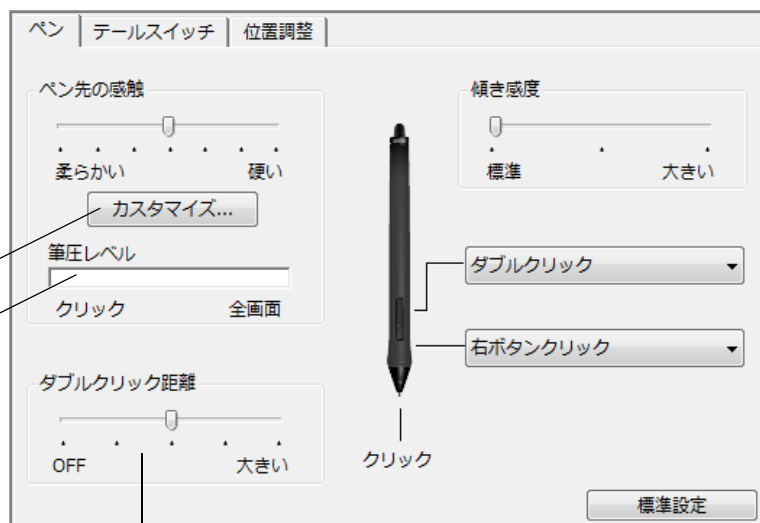 ペン テールスイッチ 位置調整
ペン先の感触
柔らかい 硬い
カスタマイズ...
筆圧レベル
クリック 全画面
ダブルクリック距離
OFF 大きい
傾き感度
標準 大きい
ダブルクリック
右ボタンクリック
クリック
標準設定